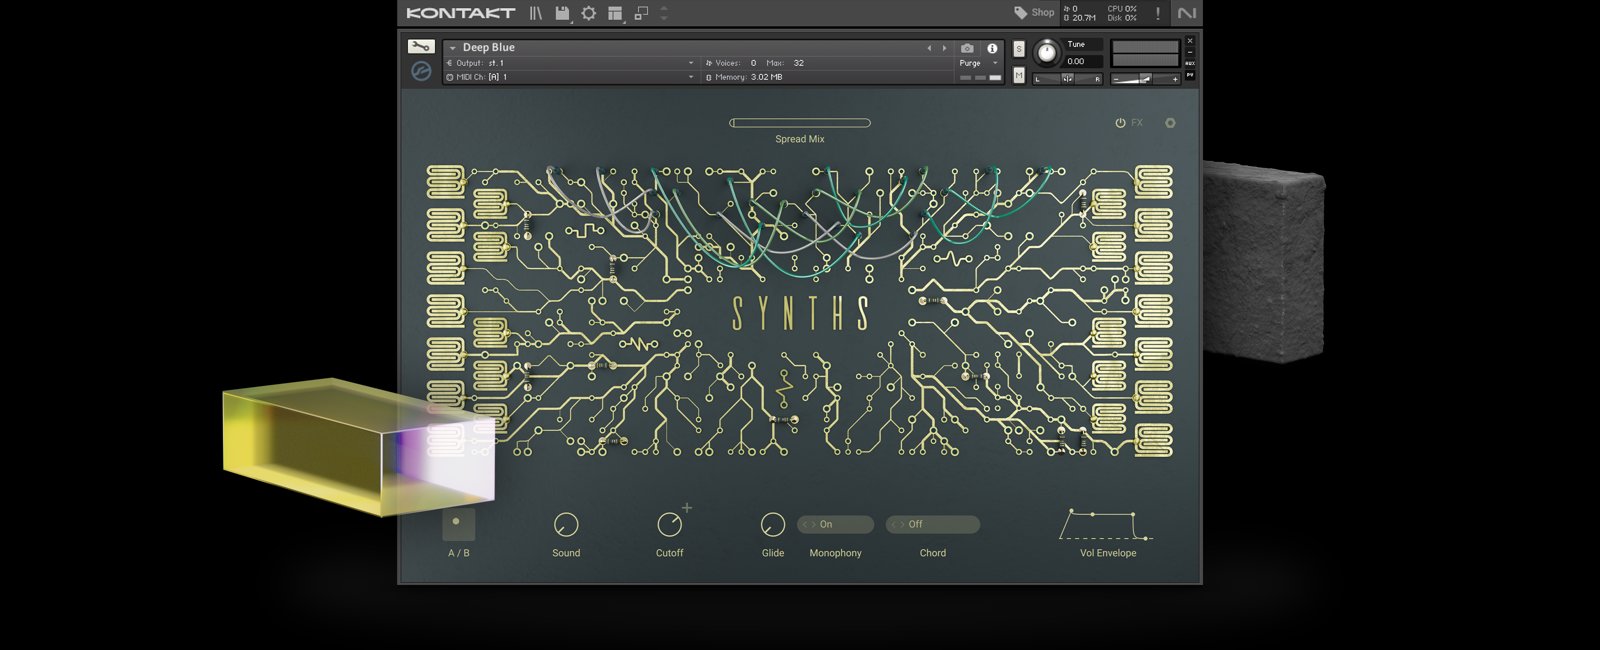 KONTAKT
Shop
0
20.7M
CPU 0%
Disk 0%
!
Deep Blue
Output: st.1
Voices: 0 Max: 32
Purge
MIDI Ch: [A] 1
Memory: 3.02 MB
S
M
Tune
0.00
L
R
AUX
PV
Spread Mix
FX
SYNTHS
On
Off
A / B
Sound
Cutoff
Glide
Monophony
Chord
Vol Envelope